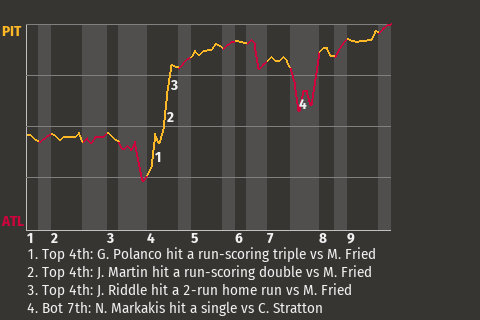 PIT
3
2
4
1
ATL
1 2 3 4 5 6 7 8 9
1. Top 4th: G. Polanco hit a run-scoring triple vs M. Fried
2. Top 4th: J. Martin hit a run-scoring double vs M. Fried
3. Top 4th: J. Riddle hit a 2-run home run vs M. Fried
4. Bot 7th: N. Markakis hit a single vs C. Stratton